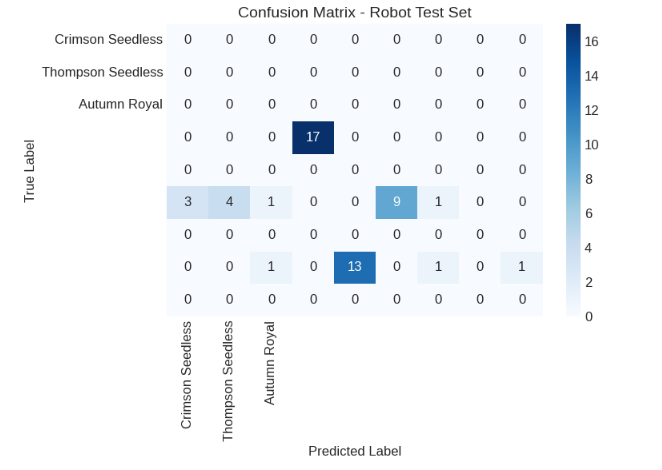 Confusion Matrix - Robot Test Set
Crimson Seedless 0 0 0 0 0 0 0 0 0
Thompson Seedless 0 0 0 0 0 0 0 0 0
Autumn Royal 0 0 0 0 0 0 0 0 0
0 0 0 17 0 0 0 0 0
0 0 0 0 0 0 0 0 0
3 4 1 0 0 9 1 0 0
0 0 0 0 0 0 0 0 0
0 0 1 0 13 0 1 0 1
0 0 0 0 0 0 0 0 0
True Label
Crimson Seedless
Thompson Seedless
Autumn Royal
Predicted Label
16
14
12
10
8
6
4
2
0